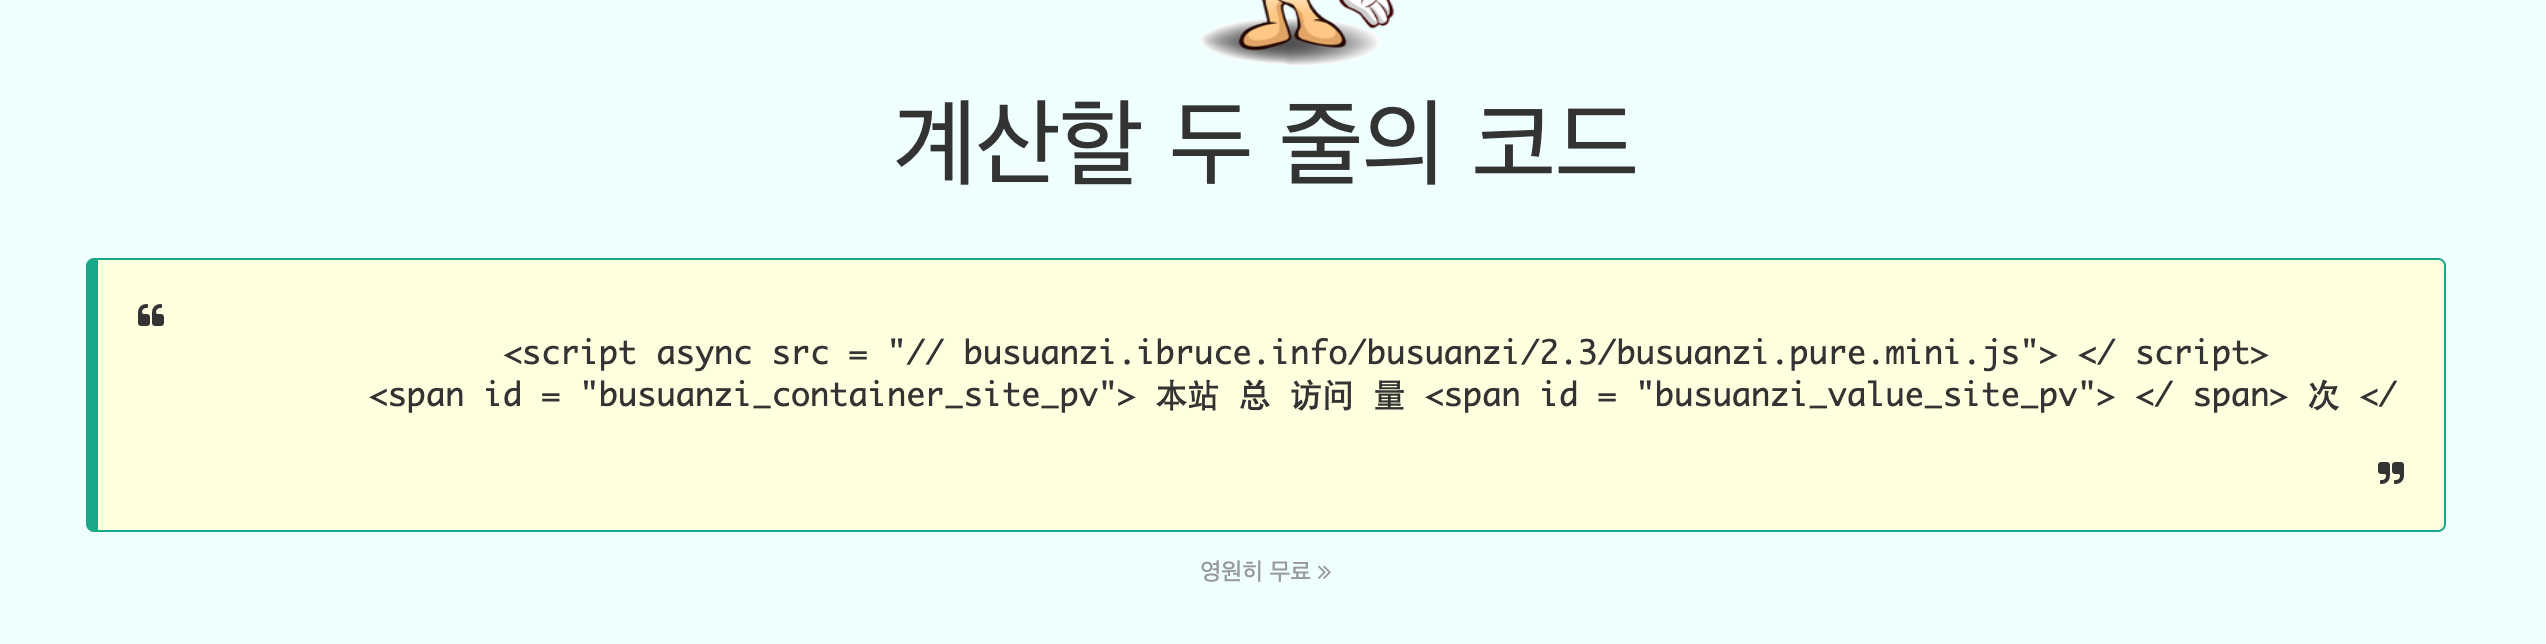 계산할 두 줄의 코드
❝
<script async src = "// busuanzi.ibruce.info/busuanzi/2.3/busuanzi.pure.mini.js"> </ script>
<span id = "busuanzi_container_site_pv"> 本站 总 访问 量 <span id = "busuanzi_value_site_pv"> </ span> 次 </
❞
영원히 무료 »